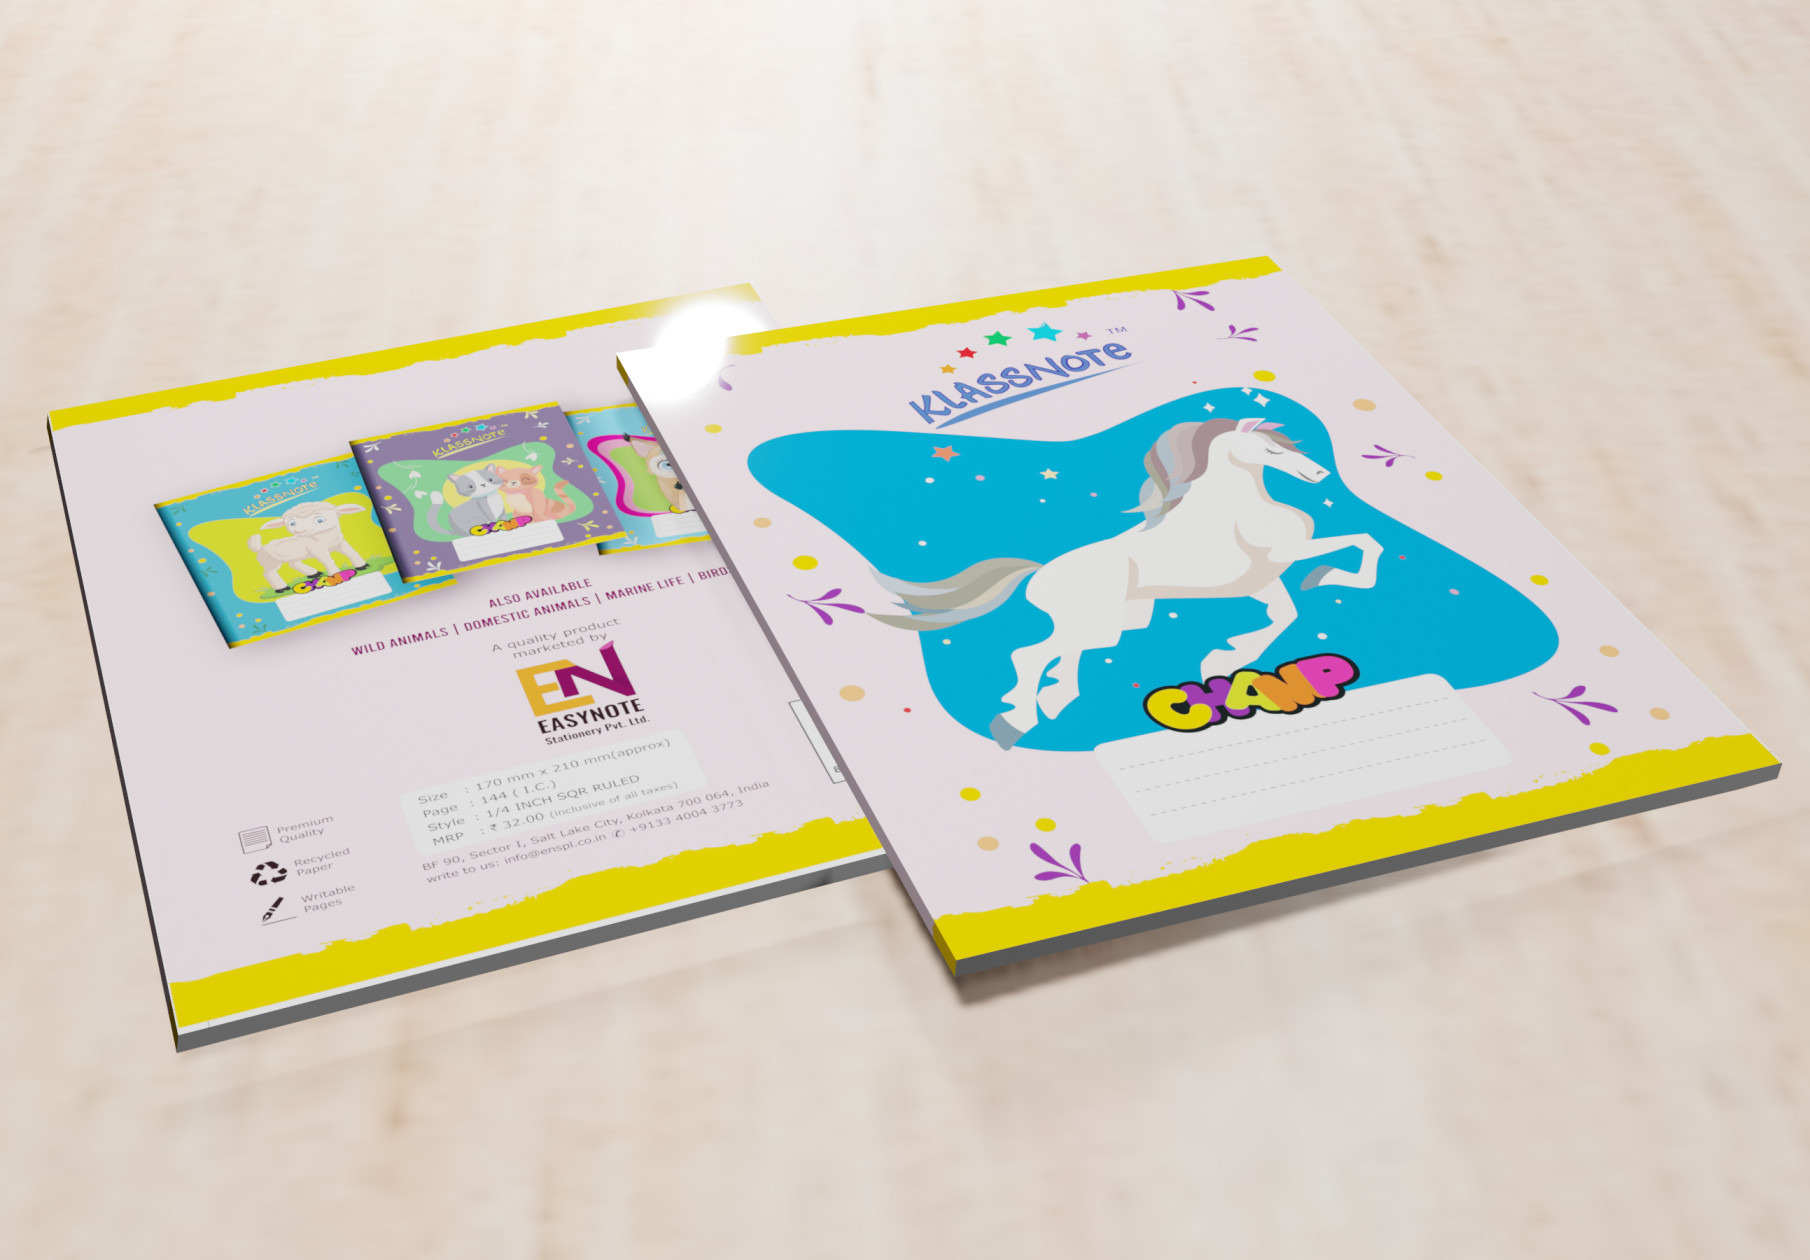 KLASSNOTE
KLASSNOTE
CHAMP
CHAMP
ALSO AVAILABLE
WILD ANIMALS | DOMESTIC ANIMALS | MARINE LIFE |
A quality product
marketed by
EN
EASYNOTE
Stationery Pvt. Ltd.
Size : 170 mm x 210 mm(approx)
Page : 144 ( I.C.)
Style : 1/4 INCH SQR RULED
MRP : ₹ 32.00 (inclusive of all taxes)
BF 90, Sector I, Salt Lake City, Kolkata 700 064, India
write to us: info@enspl.co.in ✆ +9133 4004 3773
Premium
Quality
Recycled
Paper
Writable
Pages
KLASSNOTE TM
CHAMP